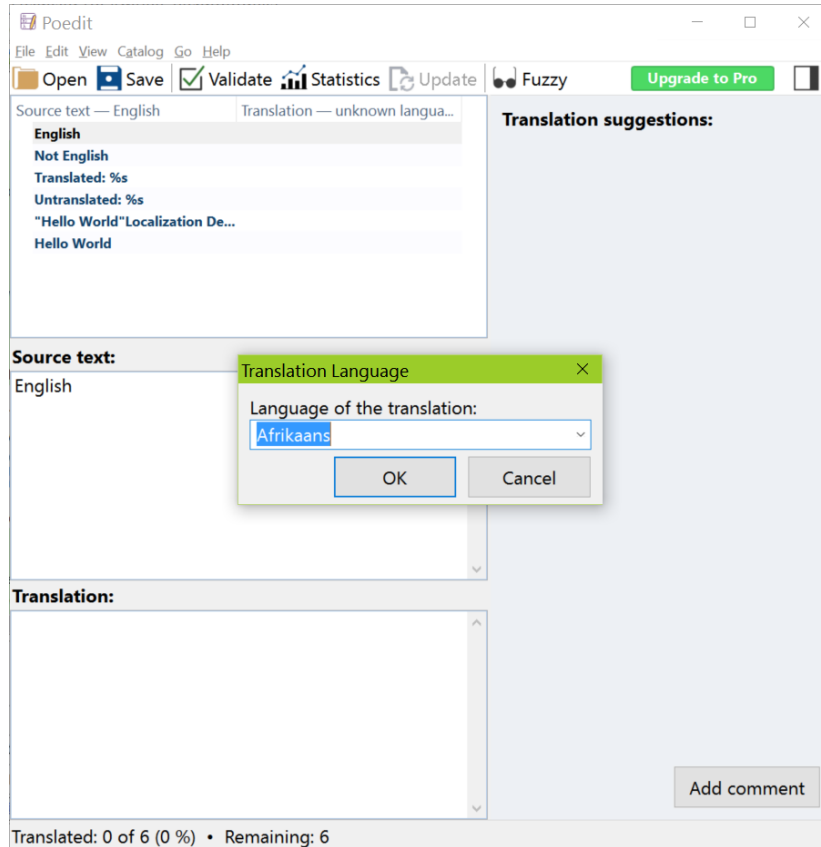 Poedit
File Edit View Catalog Go Help
Open Save Validate Statistics Update Fuzzy Upgrade to Pro
Source text — English Translation — unknown langua...
Translation suggestions:
English
Not English
Translated: %s
Untranslated: %s
"Hello World"Localization De...
Hello World
Source text:
English
Translation Language
Language of the translation:
Afrikaans
OK Cancel
Translation:
Add comment
Translated: 0 of 6 (0 %) • Remaining: 6